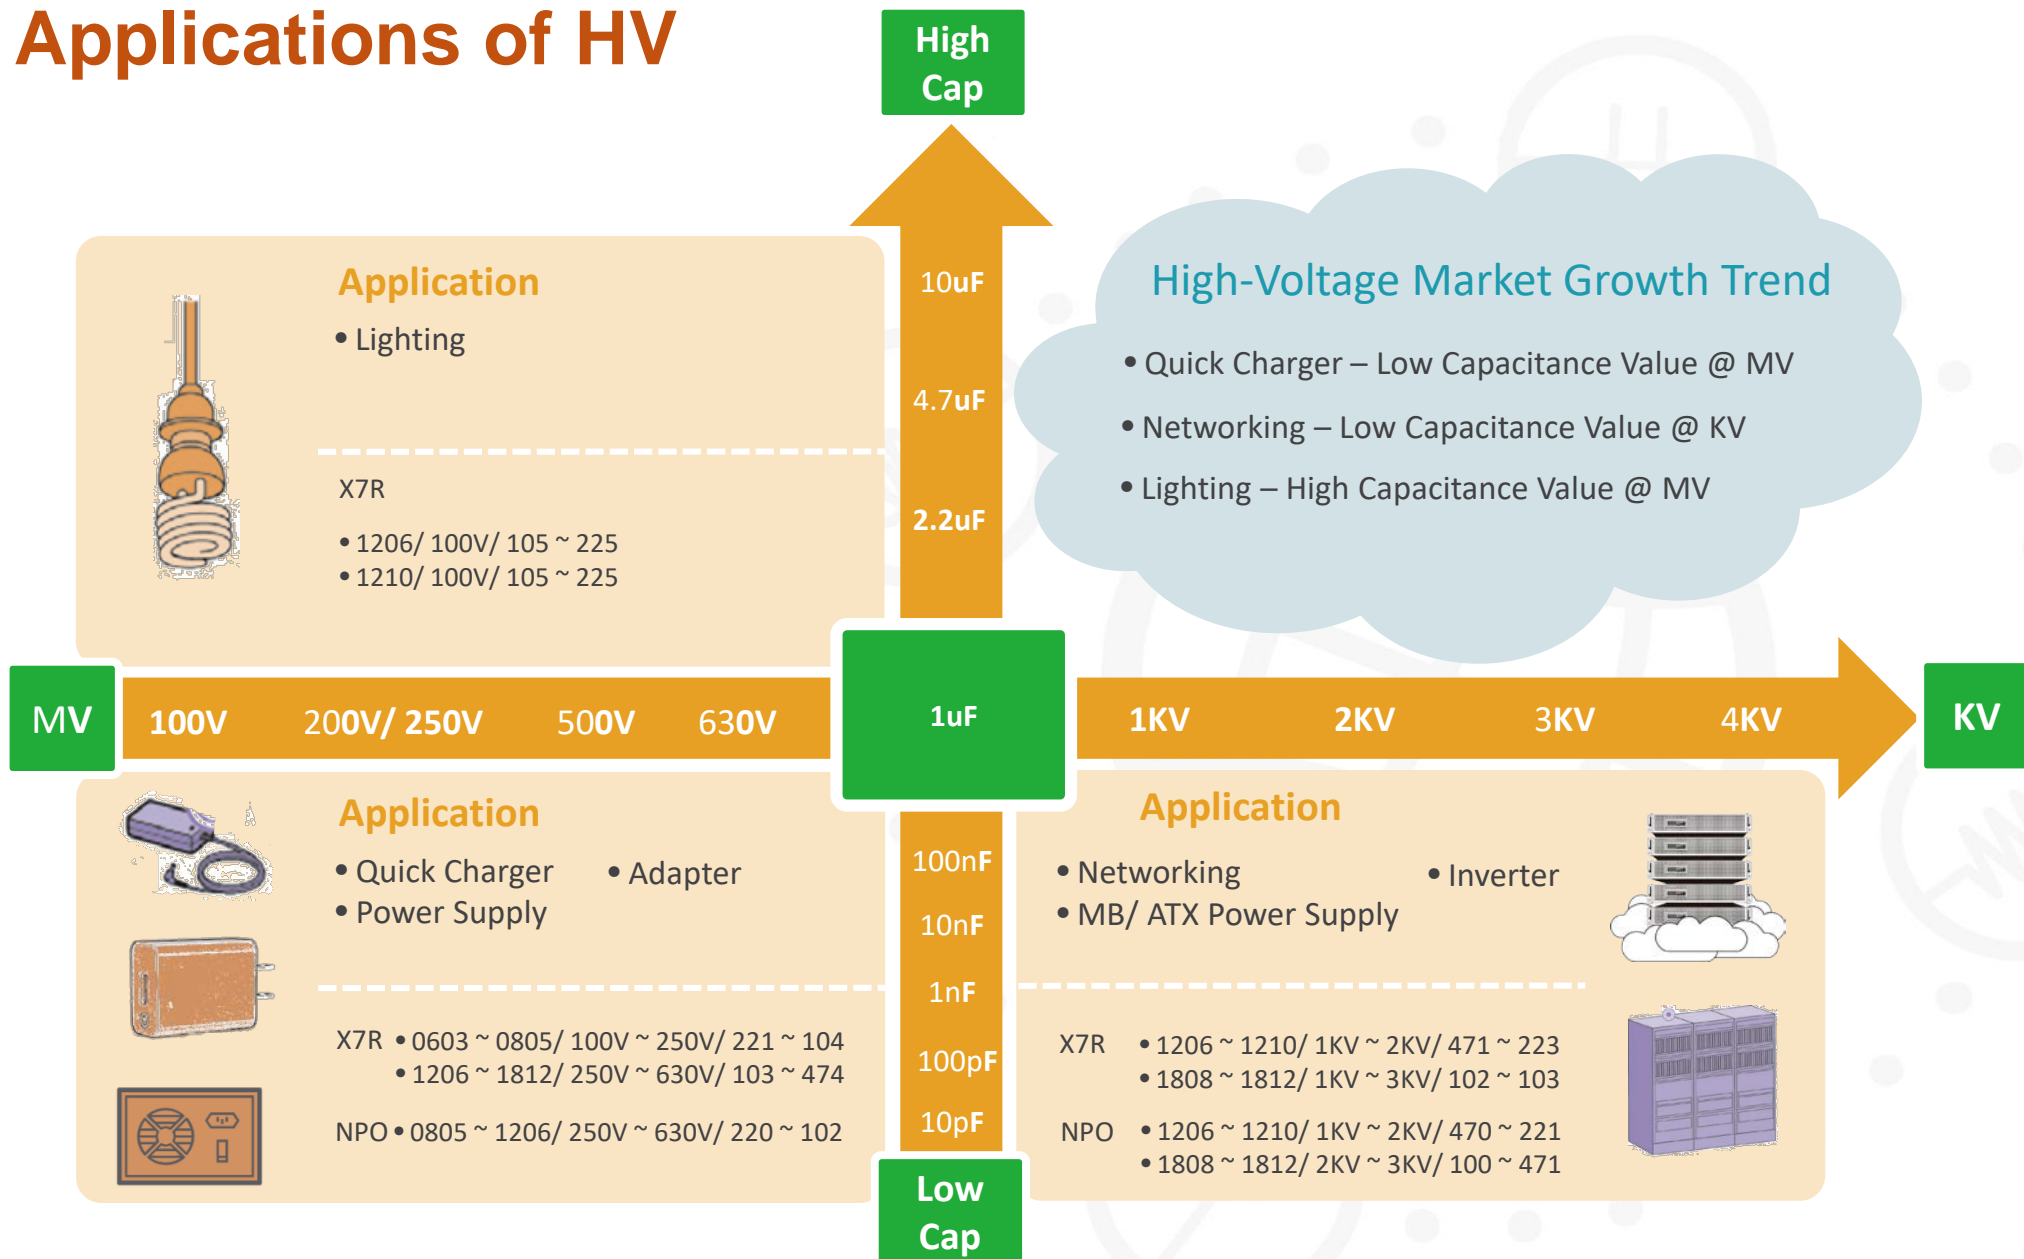 Applications of HV
High
Cap
10uF
4.7uF
2.2uF
Application
• Lighting
X7R
• 1206/ 100V/ 105 ~ 225
• 1210/ 100V/ 105 ~ 225
High-Voltage Market Growth Trend
• Quick Charger – Low Capacitance Value @ MV
• Networking – Low Capacitance Value @ KV
• Lighting – High Capacitance Value @ MV
MV 100V 200V/ 250V 500V 630V 1uF 1KV 2KV 3KV 4KV KV
Application
• Quick Charger • Adapter
• Power Supply
X7R • 0603 ~ 0805/ 100V ~ 250V/ 221 ~ 104
• 1206 ~ 1812/ 250V ~ 630V/ 103 ~ 474
NPO • 0805 ~ 1206/ 250V ~ 630V/ 220 ~ 102
100nF
10nF
1nF
100pF
10pF
Low
Cap
Application
• Networking • Inverter
• MB/ ATX Power Supply
X7R • 1206 ~ 1210/ 1KV ~ 2KV/ 471 ~ 223
• 1808 ~ 1812/ 1KV ~ 3KV/ 102 ~ 103
NPO • 1206 ~ 1210/ 1KV ~ 2KV/ 470 ~ 221
• 1808 ~ 1812/ 2KV ~ 3KV/ 100 ~ 471